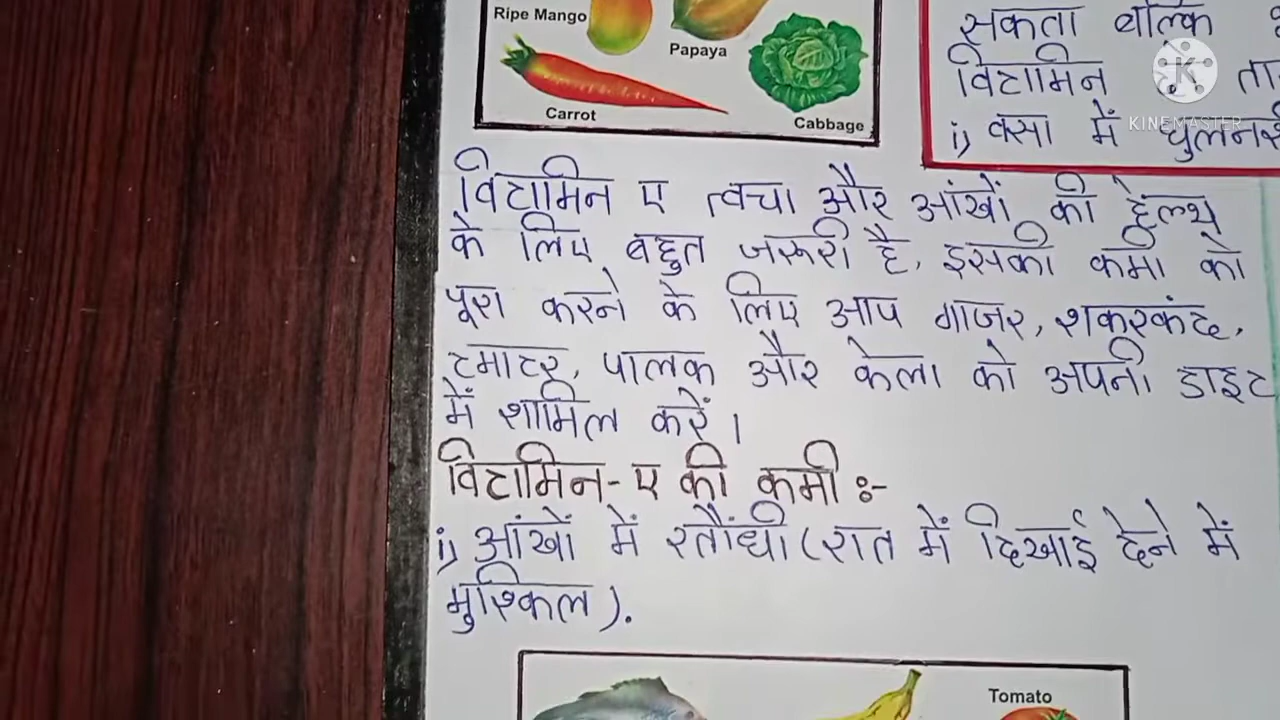 Ripe Mango
Papaya
Carrot
Cabbage
सकता बल्कि
विटामिन
i) वसा में
KINEMASTER
विटामिन ए त्वचा और आंखों की हैल्थ
के लिए बहुत जरूरी है, इसकी कमी को
पूरा करने के लिए आप गाजर, शकरकंद,
टमाटर, पालक और केला को अपनी डाइट
में शामिल करें।
विटामिन-ए की कमी :-
i) आंखों में रतौंधी (रात में दिखाई देने में
मुश्किल).
Tomato